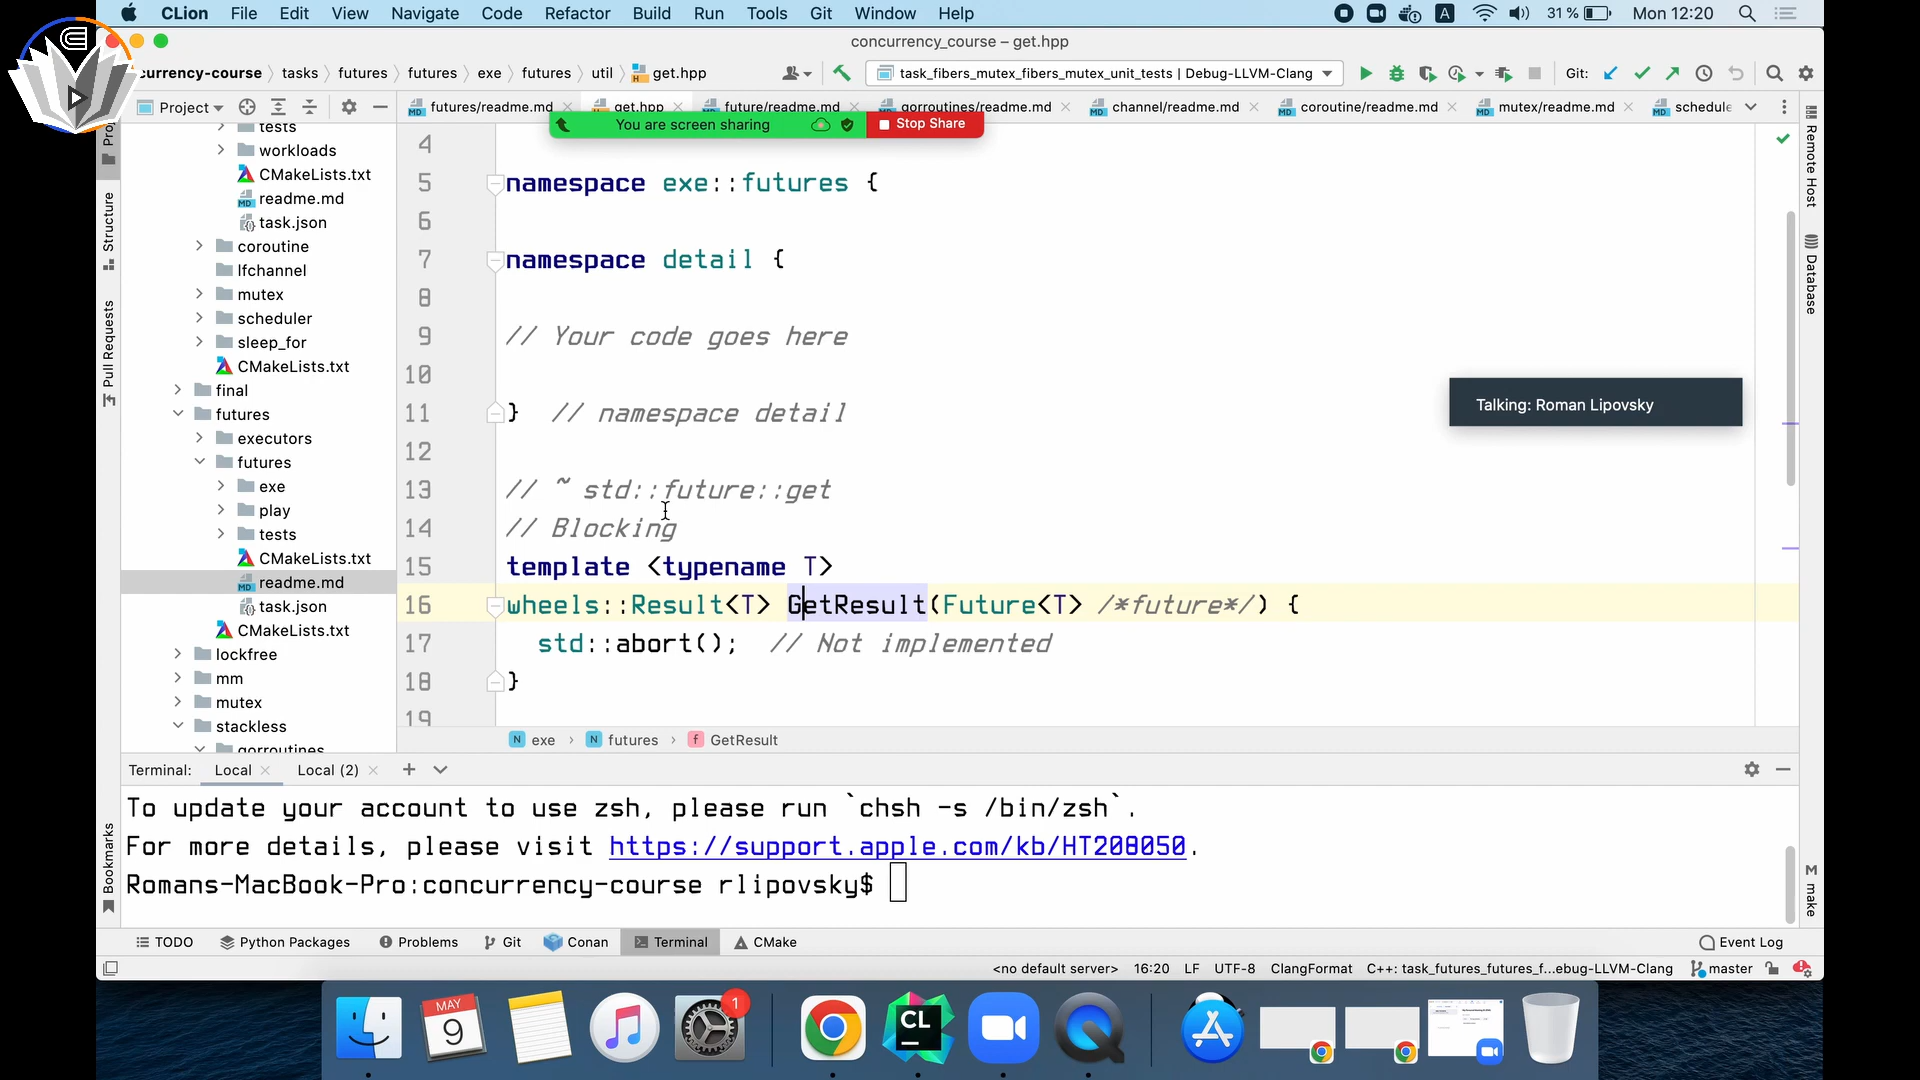 CLion File Edit View Navigate Code Refactor Build Run Tools Git Window Help
A 31 % Mon 12:20
concurrency_course – get.hpp
currency-course tasks futures futures exe futures util get.hpp
task_fibers_mutex_fibers_mutex_unit_tests | Debug-LLVM-Clang
Git:
Project
futures/readme.md get.hpp future/readme.md gorroutines/readme.md channel/readme.md coroutine/readme.md mutex/readme.md schedule
You are screen sharing Stop Share
tests
workloads
CMakeLists.txt
readme.md
task.json
coroutine
lfchannel
mutex
scheduler
sleep_for
CMakeLists.txt
final
futures
executors
futures
exe
play
tests
CMakeLists.txt
readme.md
task.json
CMakeLists.txt
lockfree
mm
mutex
stackless
gorroutines
Structure
Pull Requests
Bookmarks
Remote Host
Database
M make
4
5 namespace exe::futures {
6
7 namespace detail {
8
9 // Your code goes here
10
11 } // namespace detail
12
13 // ~ std::future::get
14 // Blocking
15 template <typename T>
16 wheels::Result<T> GetResult(Future<T> /*future*/) {
17 std::abort(); // Not implemented
18 }
19
Talking: Roman Lipovsky
N exe N futures f GetResult
Terminal: Local Local (2)
To update your account to use zsh, please run `chsh -s /bin/zsh`.
For more details, please visit https://support.apple.com/kb/HT208050.
Romans-MacBook-Pro:concurrency-course rlipovsky$
TODO Python Packages Problems Git Conan Terminal CMake Event Log
<no default server> 16:20 LF UTF-8 ClangFormat C++: task_futures_futures_f...ebug-LLVM-Clang master
MAY
9
1
CL